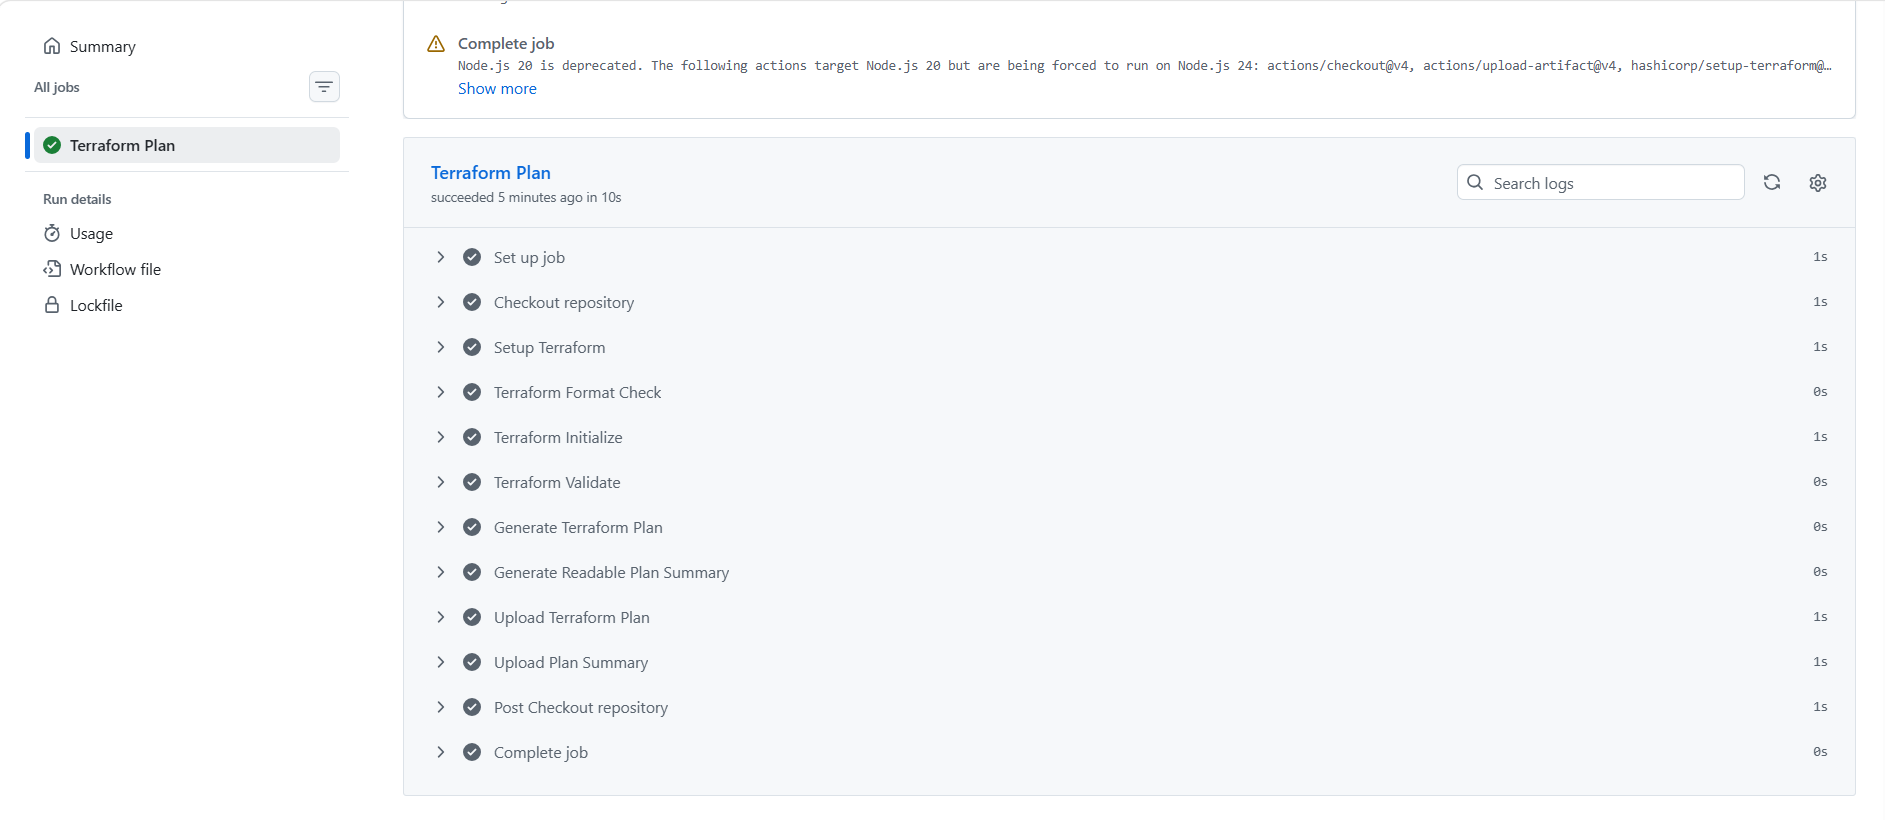 Summary
All jobs
Terraform Plan
Run details
Usage
Workflow file
Lockfile
Complete job
Node.js 20 is deprecated. The following actions target Node.js 20 but are being forced to run on Node.js 24: actions/checkout@v4, actions/upload-artifact@v4, hashicorp/setup-terraform@…
Show more
Terraform Plan
succeeded 5 minutes ago in 10s
Search logs
Set up job 1s
Checkout repository 1s
Setup Terraform 1s
Terraform Format Check 0s
Terraform Initialize 1s
Terraform Validate 0s
Generate Terraform Plan 0s
Generate Readable Plan Summary 0s
Upload Terraform Plan 1s
Upload Plan Summary 1s
Post Checkout repository 1s
Complete job 0s